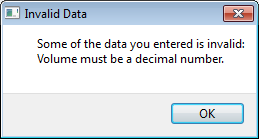 Invalid Data
Some of the data you entered is invalid:
Volume must be a decimal number.
OK